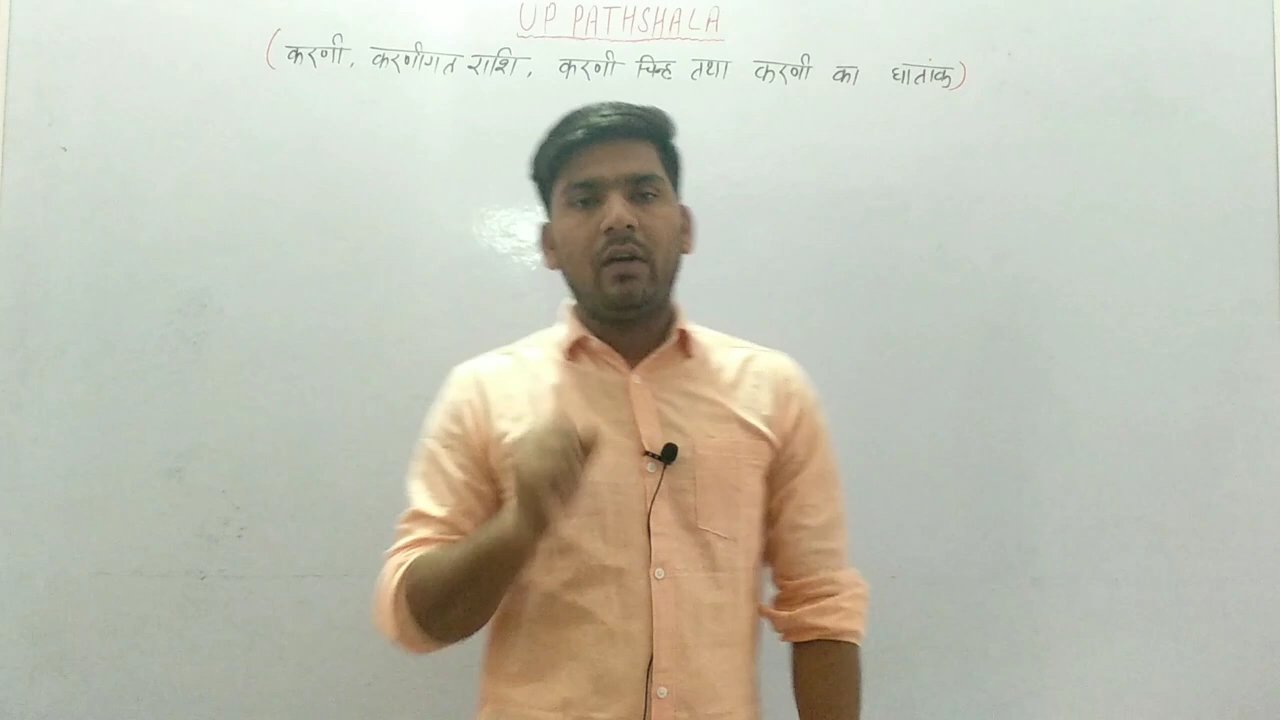 UP PATHSHALA
(करणी, करणीगत राशि, करणी चिन्ह तथा करणी का घातांक)